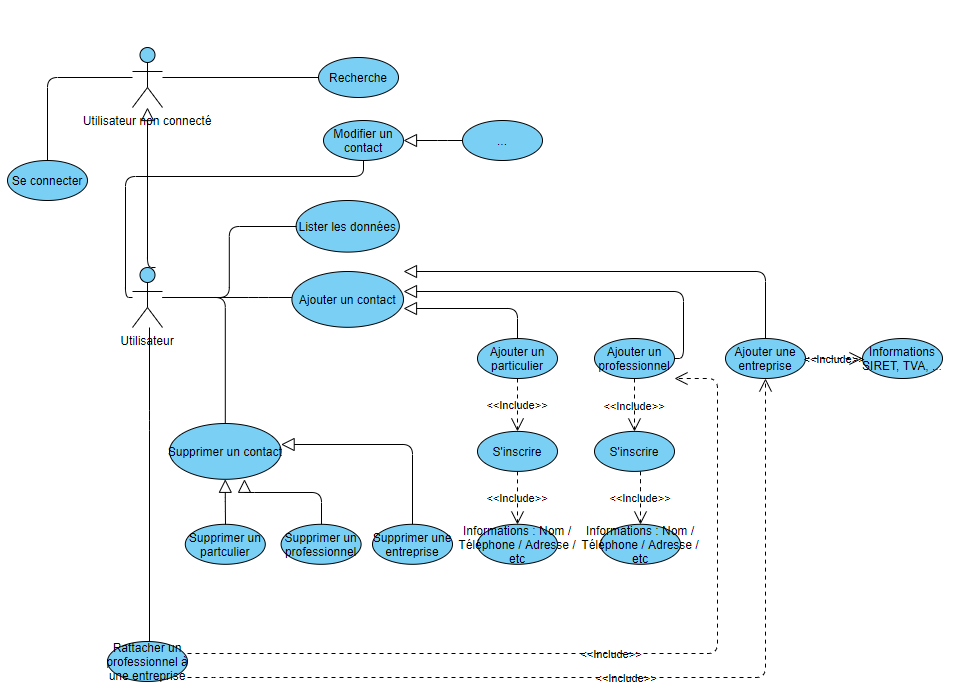 Recherche
Utilisateur non connecté
Modifier un
contact
...
Se connecter
Lister les données
Ajouter un contact
Utilisateur
Ajouter un
particulier
Ajouter un
professionnel
Ajouter une
entreprise
<<Include>>
Informations
SIRET, TVA, ...
<<Include>>
<<Include>>
Supprimer un contact
S'inscrire
S'inscrire
<<Include>>
<<Include>>
Supprimer un
partculier
Supprimer un
professionnel
Supprimer une
entreprise
Informations : Nom /
Téléphone / Adresse /
etc
Informations : Nom /
Téléphone / Adresse /
etc
Rattacher un
professionnel a
une entreprise
<<Include>>
<<Include>>